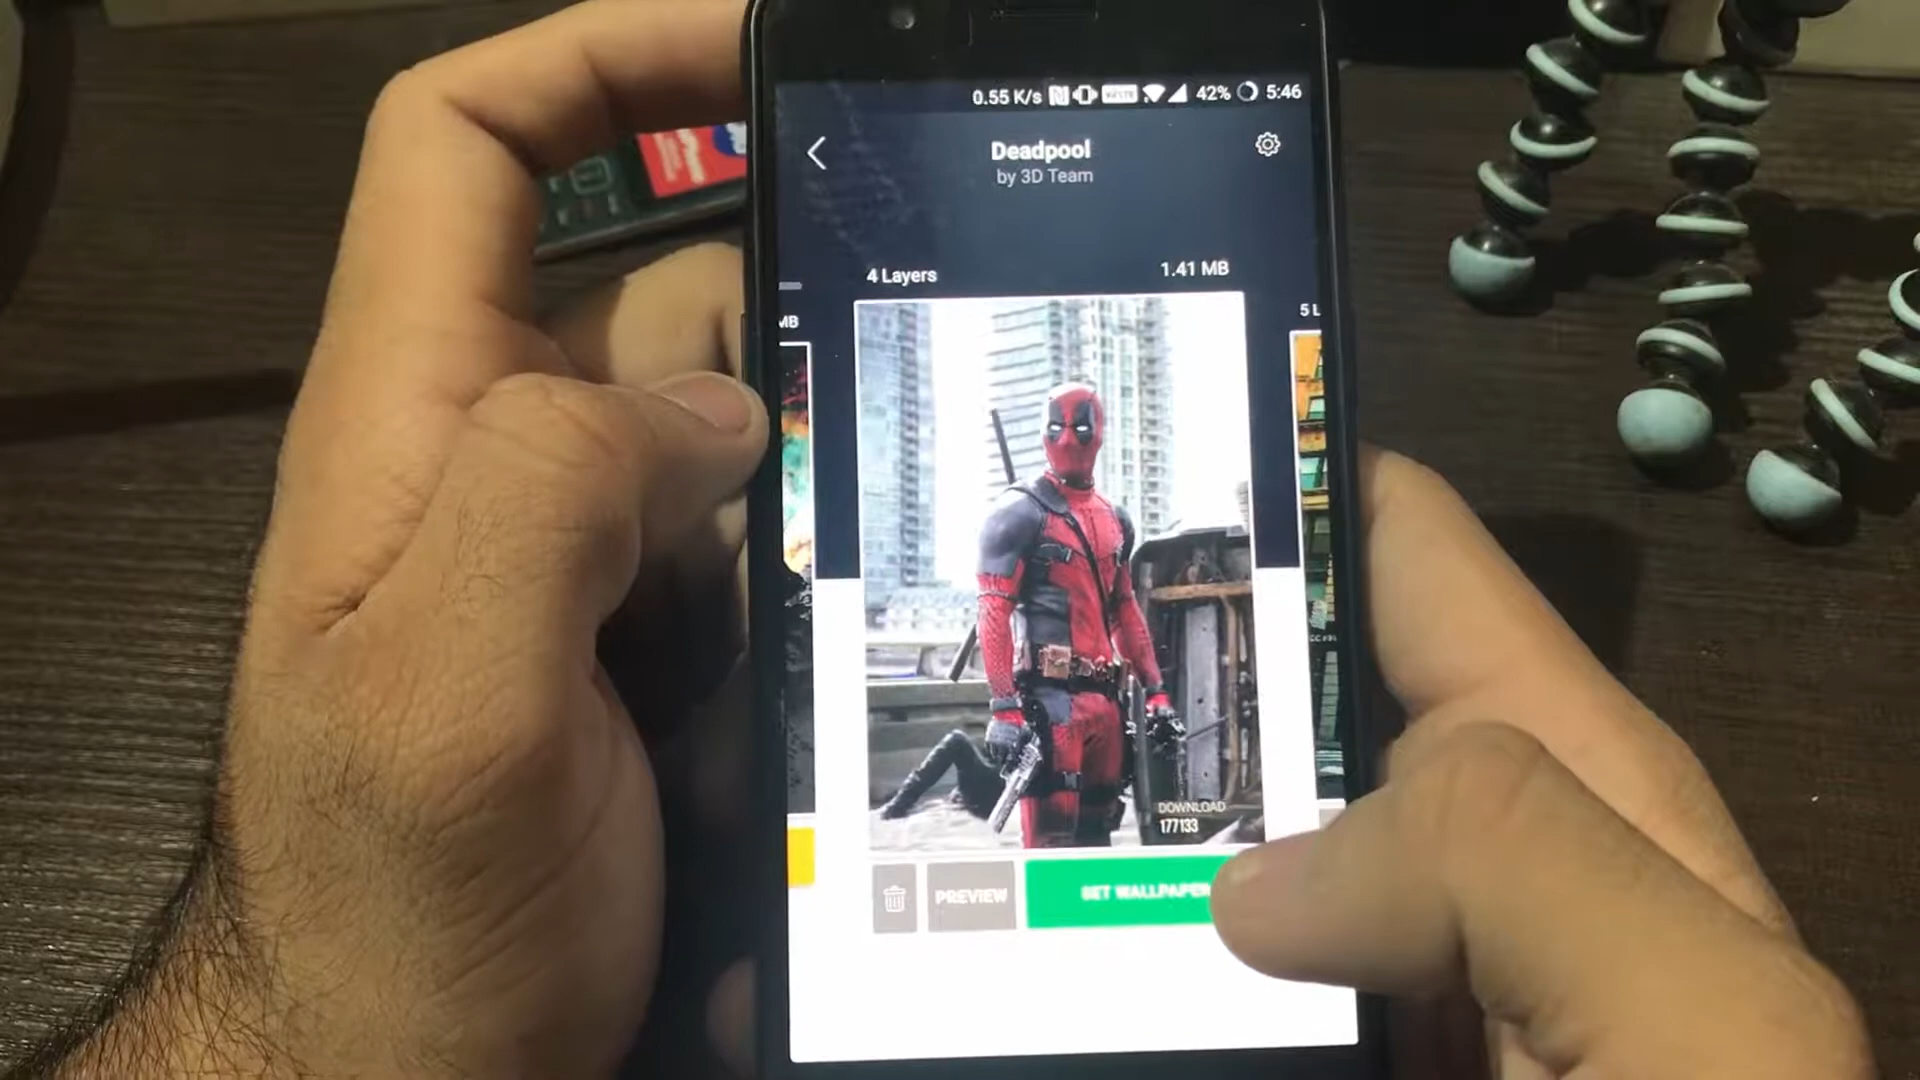 0.55 K/s VoLTE 42% 5:46
Deadpool
by 3D Team
4 Layers 1.41 MB
MB
5 L
DOWNLOAD
177133
PREVIEW
SET WALLPAPER